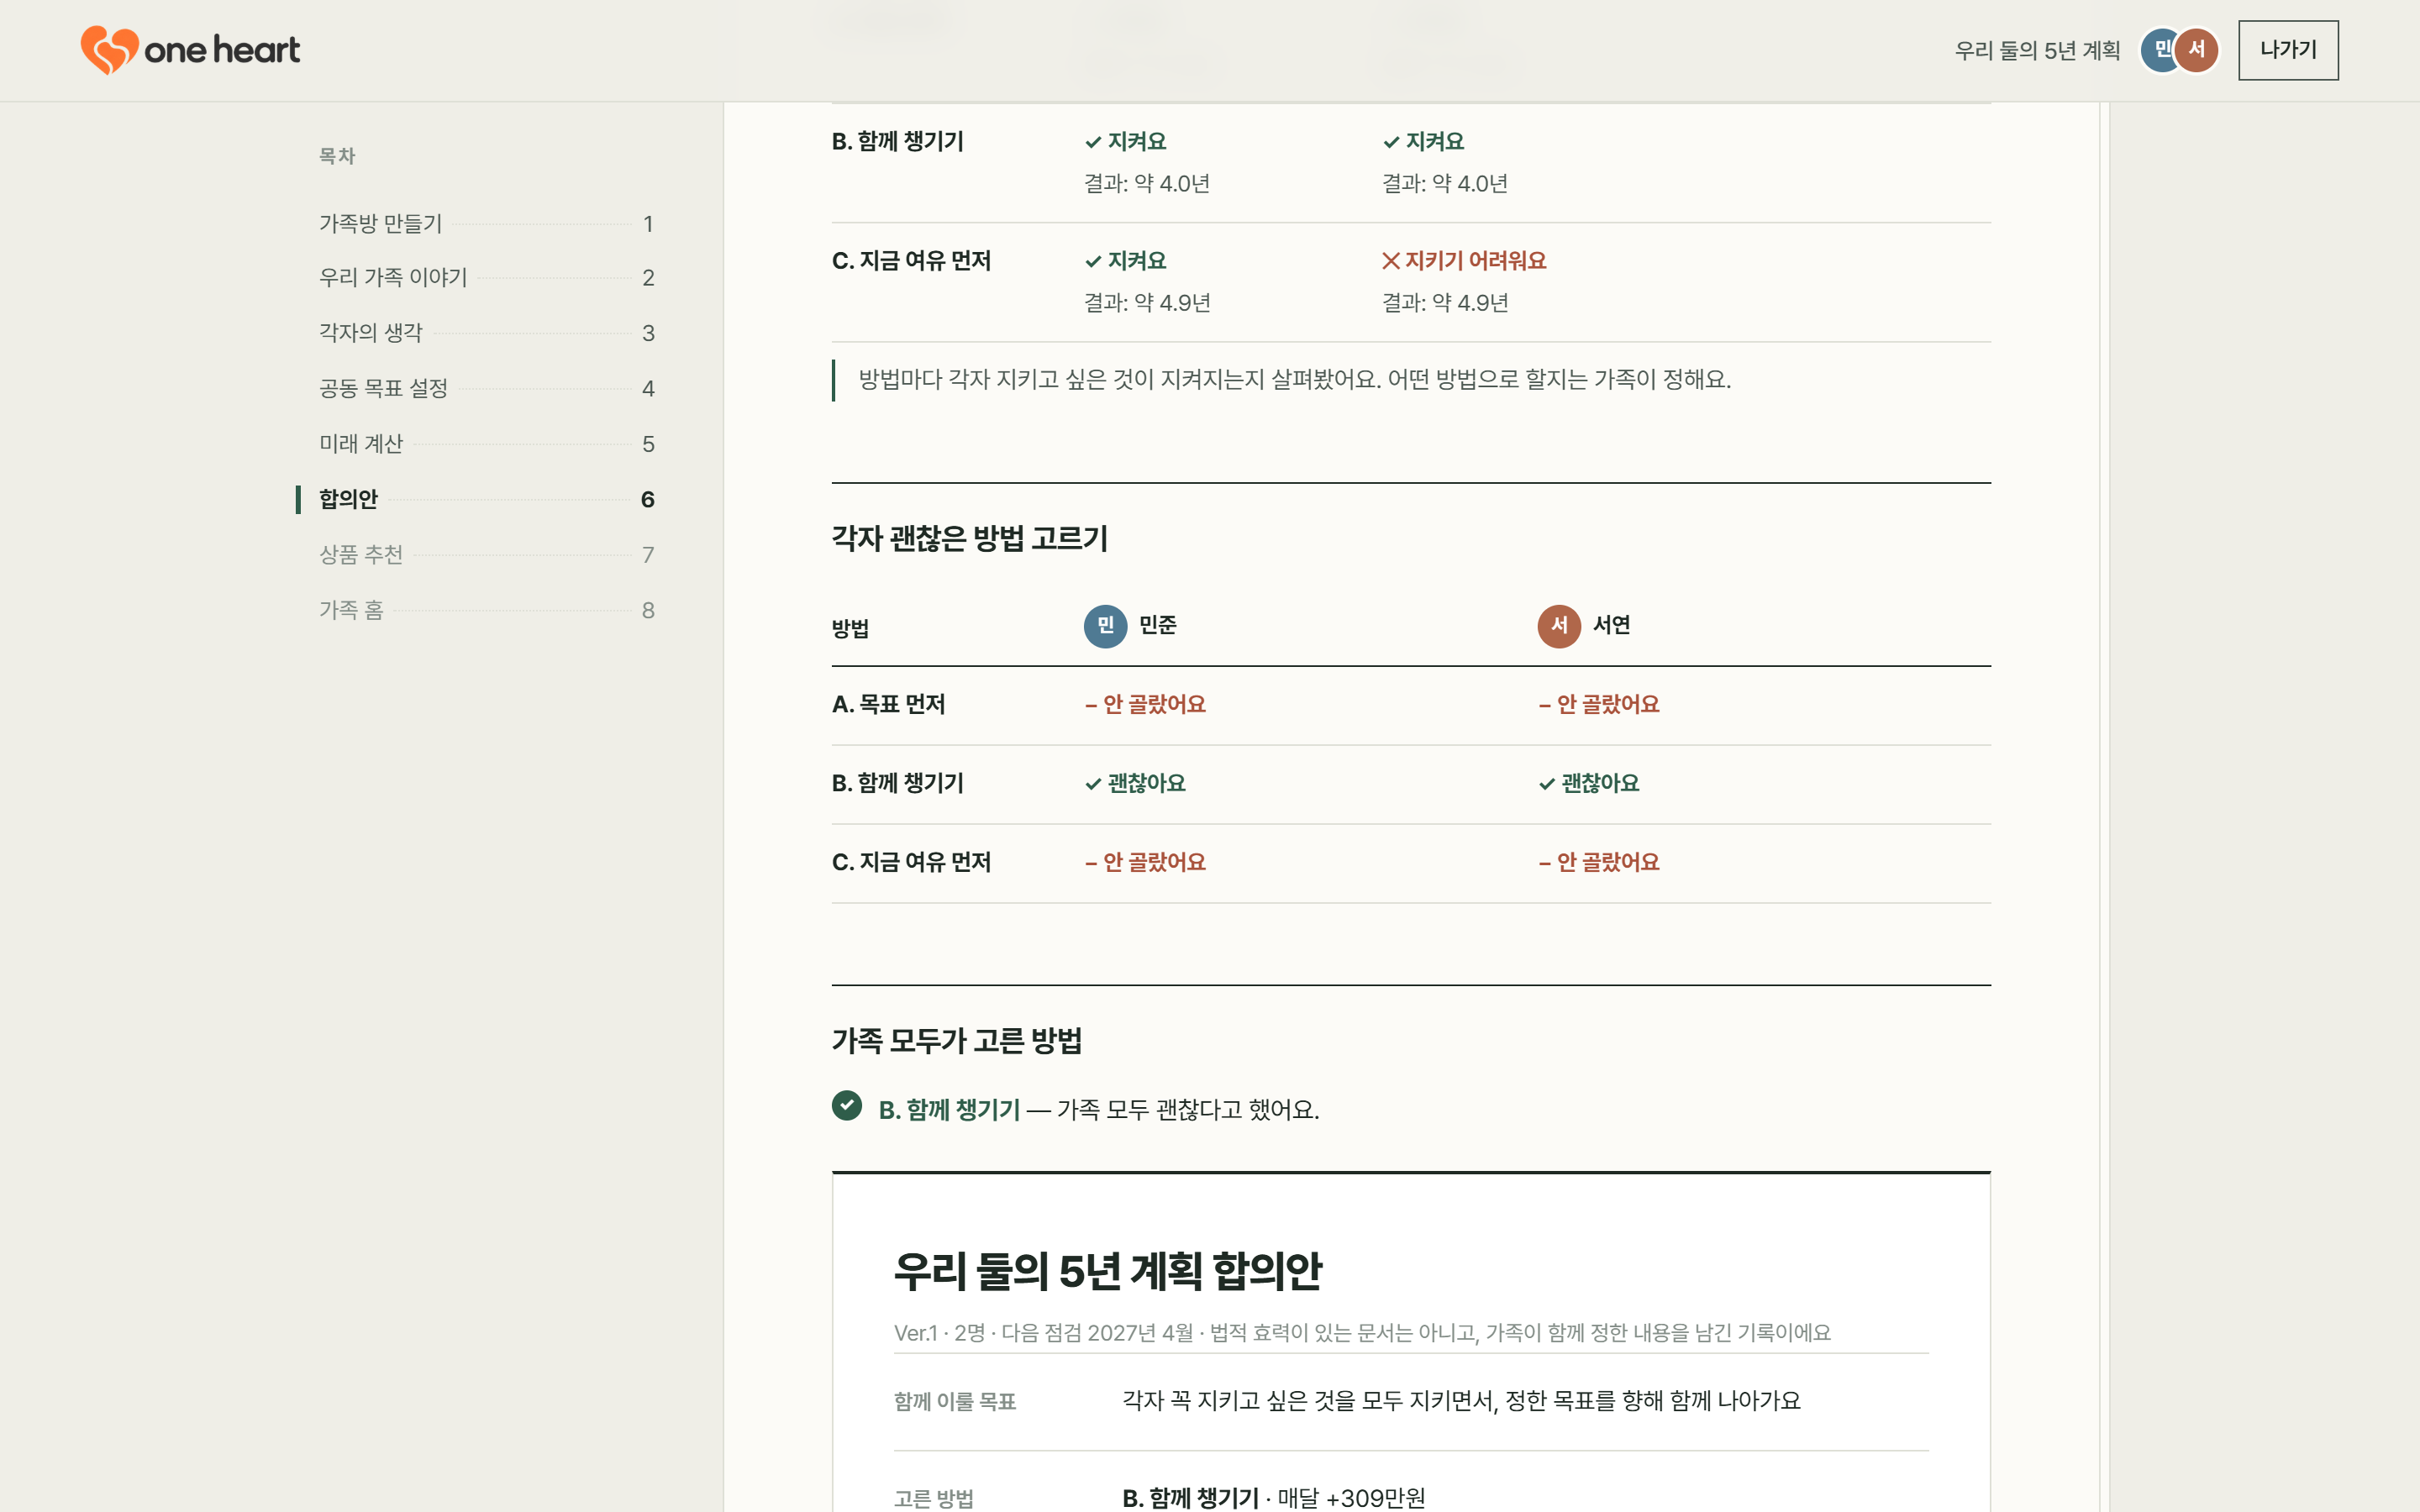 one heart
우리 둘의 5년 계획
민
서
나가기
목차
가족방 만들기 1
우리 가족 이야기 2
각자의 생각 3
공동 목표 설정 4
미래 계산 5
합의안 6
상품 추천 7
가족 홈 8
B. 함께 챙기기 ✓ 지켜요 ✓ 지켜요
결과: 약 4.0년 결과: 약 4.0년
C. 지금 여유 먼저 ✓ 지켜요 ✕ 지키기 어려워요
결과: 약 4.9년 결과: 약 4.9년
방법마다 각자 지키고 싶은 것이 지켜지는지 살펴봤어요. 어떤 방법으로 할지는 가족이 정해요.
각자 괜찮은 방법 고르기
방법 민 민준 서 서연
A. 목표 먼저 – 안 골랐어요 – 안 골랐어요
B. 함께 챙기기 ✓ 괜찮아요 ✓ 괜찮아요
C. 지금 여유 먼저 – 안 골랐어요 – 안 골랐어요
가족 모두가 고른 방법
B. 함께 챙기기 — 가족 모두 괜찮다고 했어요.
우리 둘의 5년 계획 합의안
Ver.1 · 2명 · 다음 점검 2027년 4월 · 법적 효력이 있는 문서는 아니고, 가족이 함께 정한 내용을 남긴 기록이에요
함께 이룰 목표 각자 꼭 지키고 싶은 것을 모두 지키면서, 정한 목표를 향해 함께 나아가요
고른 방법 B. 함께 챙기기 · 매달 +309만원